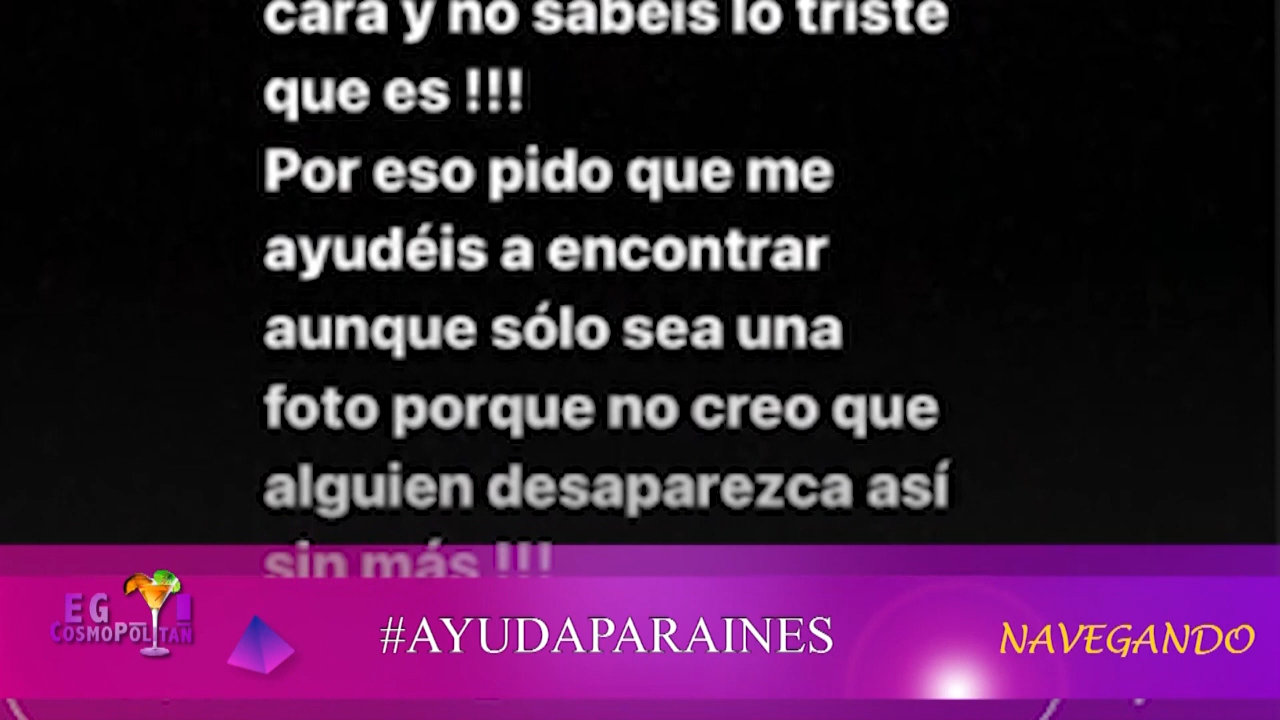 cara y no sabéis lo triste
que es !!!
Por eso pido que me
ayudéis a encontrar
aunque sólo sea una
foto porque no creo que
alguien desaparezca así
sin más !!!
EG
COSMOPOLITAN
#AYUDAPARAINES
NAVEGANDO